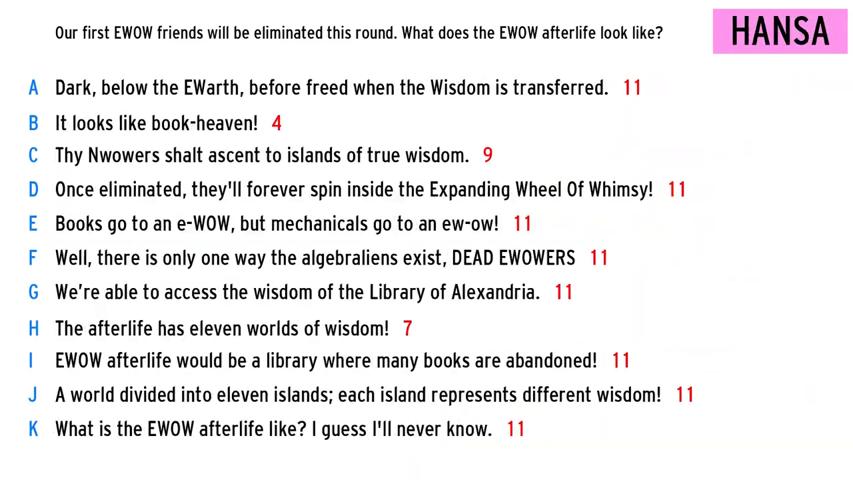 Our first EWOW friends will be eliminated this round. What does the EWOW afterlife look like?
HANSA
A Dark, below the EWarth, before freed when the Wisdom is transferred. 11
B It looks like book-heaven! 4
C Thy Nwowers shalt ascent to islands of true wisdom. 9
D Once eliminated, they'll forever spin inside the Expanding Wheel Of Whimsy! 11
E Books go to an e-WOW, but mechanicals go to an ew-ow! 11
F Well, there is only one way the algebraliens exist, DEAD EWOWERS 11
G We’re able to access the wisdom of the Library of Alexandria. 11
H The afterlife has eleven worlds of wisdom! 7
I EWOW afterlife would be a library where many books are abandoned! 11
J A world divided into eleven islands; each island represents different wisdom! 11
K What is the EWOW afterlife like? I guess I'll never know. 11